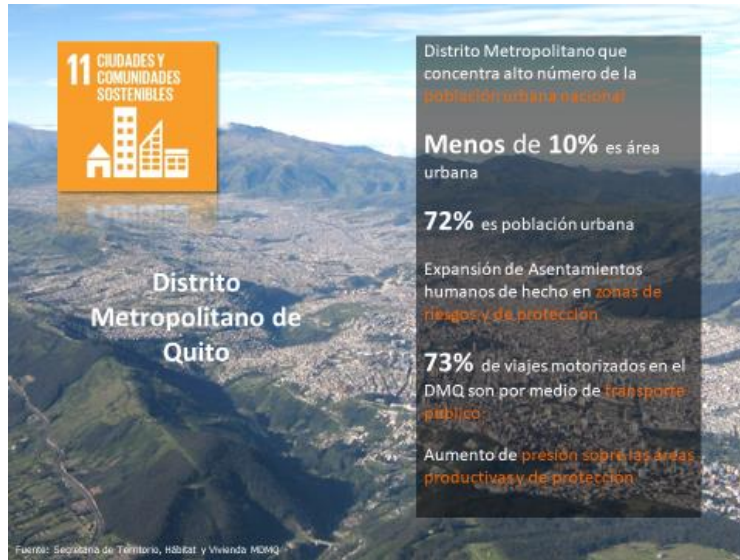 11 CIUDADES Y
COMUNIDADES
SOSTENIBLES
Distrito
Metropolitano de
Quito
Distrito Metropolitano que
concentra alto número de la
población urbana nacional
Menos de 10% es área
urbana
72% es población urbana
Expansión de Asentamientos
humanos de hecho en zonas de
riesgos y de protección
73% de viajes motorizados en el
DMQ son por medio de transporte
público
Aumento de presión sobre las áreas
productivas y de protección
Fuente: Secretaria de Territorio, Hábitat y Vivienda MDMQ